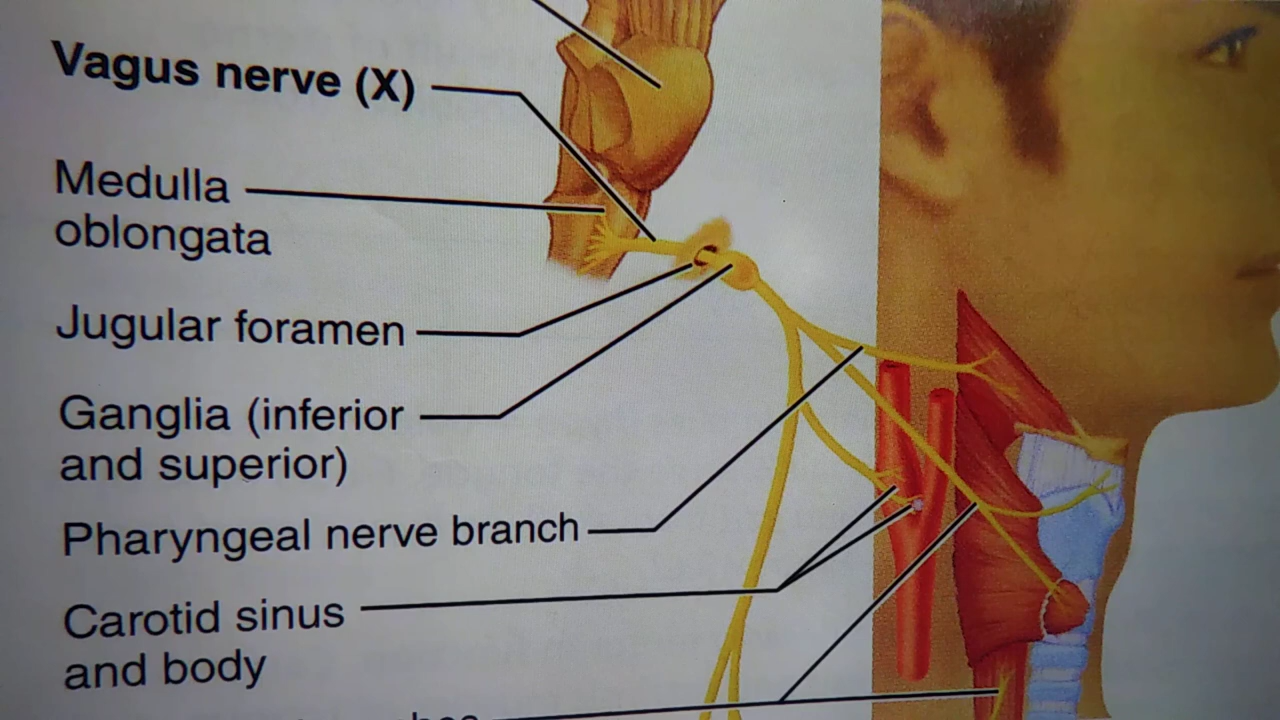 Vagus nerve (X)
Medulla
oblongata
Jugular foramen
Ganglia (inferior
and superior)
Pharyngeal nerve branch
Carotid sinus
and body